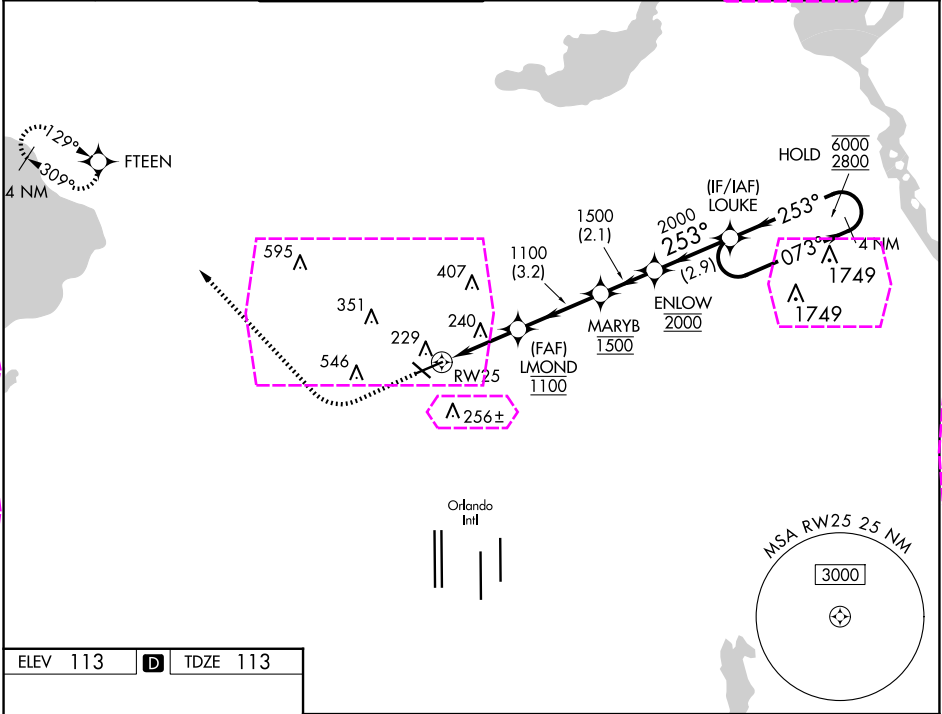 129°
309°
4 NM
FTEEN
HOLD 6000
2800
(IF/IAF)
LOUKE
253°
073°
4 NM
1749
1749
2000
253°
(2.9)
1500
(2.1)
1100
(3.2)
ENLOW
2000
MARYB
1500
(FAF)
LMOND
1100
595
407
351
240
229
546
RW25
256±
Orlando
Intl
MSA RW25 25 NM
3000
ELEV 113 D TDZE 113